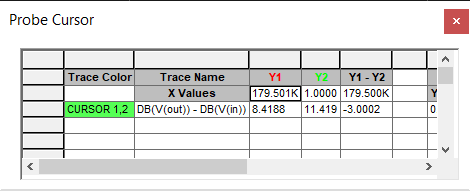 Probe Cursor
Trace Color Trace Name Y1 Y2 Y1 - Y2
X Values 179.501K 1.0000 179.500K Y
CURSOR 1,2 DB(V(out)) - DB(V(in)) 8.4188 11.419 -3.0002 0